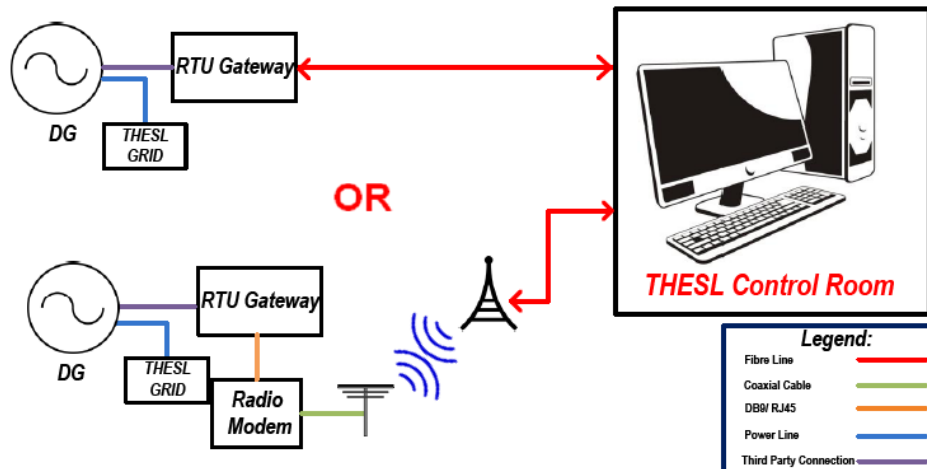 RTU Gateway
DG
THESL
GRID
OR
THESL Control Room
RTU Gateway
DG
THESL
GRID
Radio
Modem
Legend:
Fibre Line
Coaxial Cable
DB9/ RJ45
Power Line
Third Party Connection